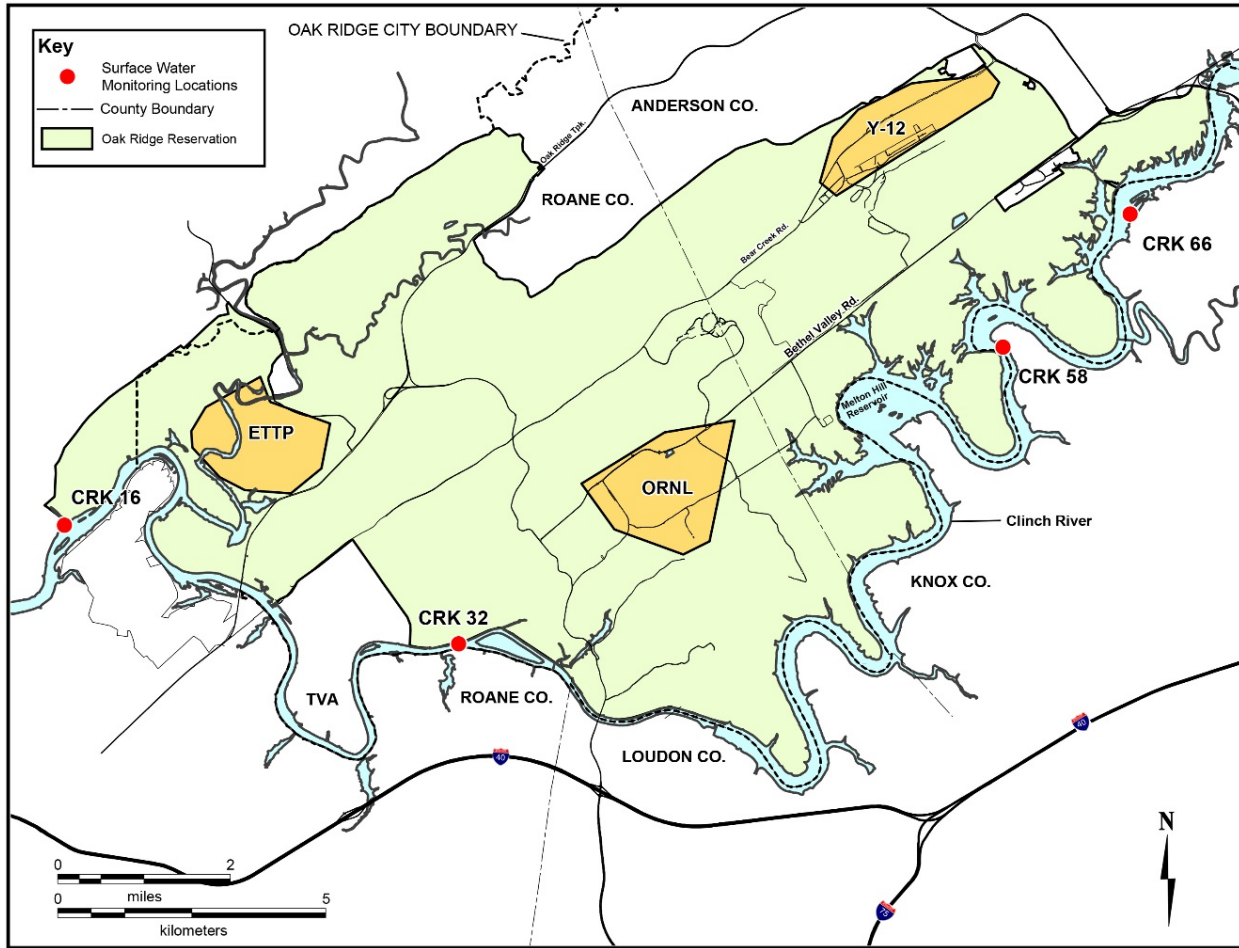 OAK RIDGE CITY BOUNDARY
Key
Surface Water
Monitoring Locations
County Boundary
Oak Ridge Reservation
ANDERSON CO.
Y-12
Oak Ridge Tpk.
ROANE CO.
Bear Creek Rd.
CRK 66
Bethel Valley Rd.
CRK 58
Melton Hill
Reservoir
ETTP
CRK 16
ORNL
Clinch River
KNOX CO.
CRK 32
TVA
ROANE CO.
LOUDON CO.
40
40
75
N
0 2
miles
0 5
kilometers